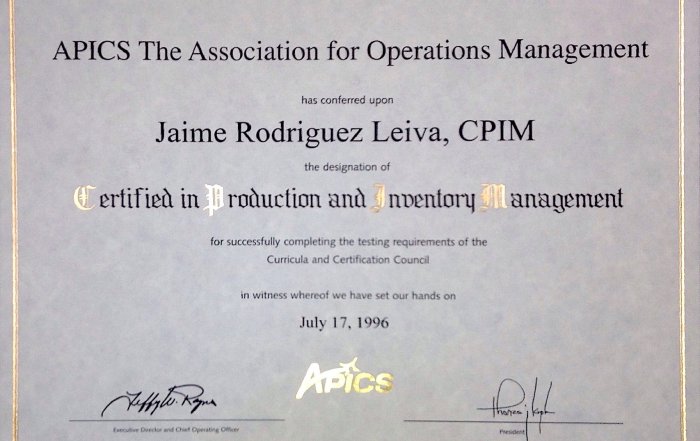 APICS The Association for Operations Management
has conferred upon
Jaime Rodriguez Leiva, CPIM
the designation of
Certified in Production and Inventory Management
for successfully completing the testing requirements of the
Curricula and Certification Council
in witness whereof we have set our hands on
July 17, 1996
APICS
Executive Director and Chief Operating Officer
President